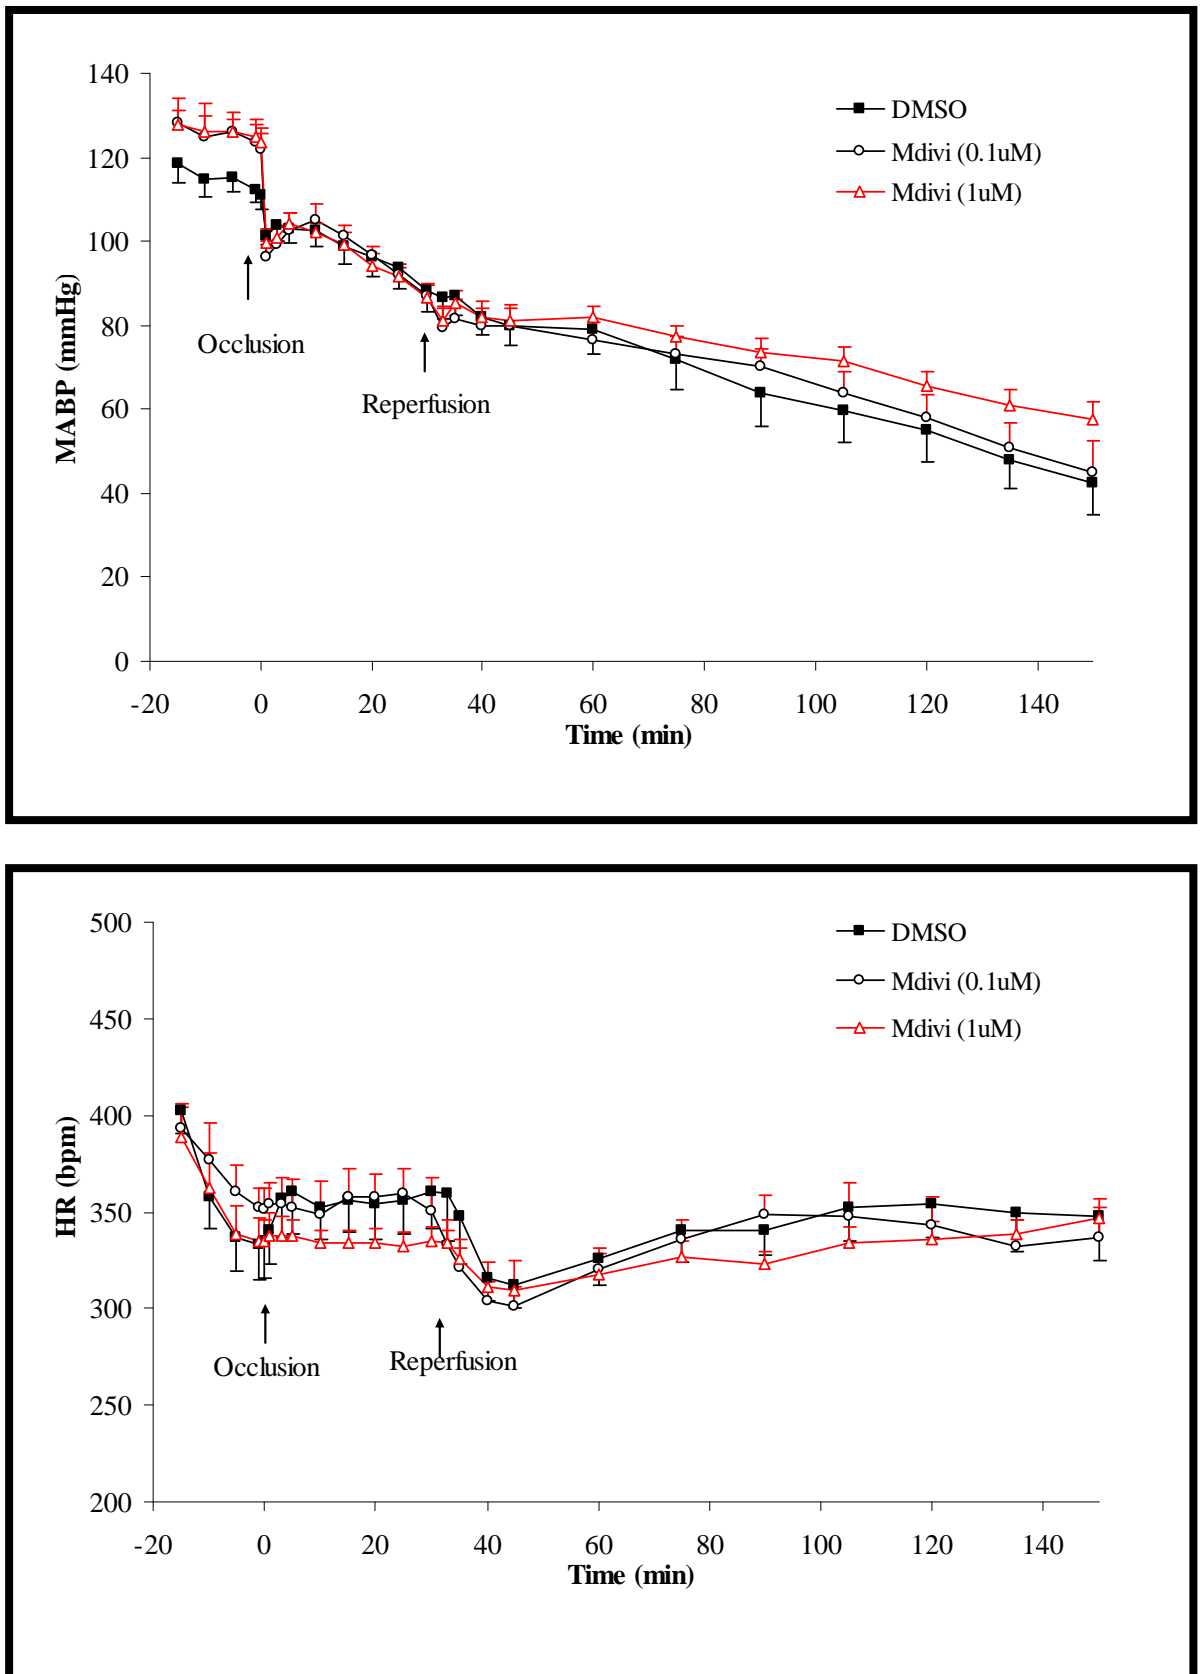 140
120
100
80
60
40
20
0
MABP (mmHg)
DMSO
Mdivi (0.1uM)
Mdivi (1uM)
Occlusion
Reperfusion
-20 0 20 40 60 80 100 120 140
Time (min)
500
450
400
350
300
250
200
HR (bpm)
DMSO
Mdivi (0.1uM)
Mdivi (1uM)
Occlusion
Reperfusion
-20 0 20 40 60 80 100 120 140
Time (min)